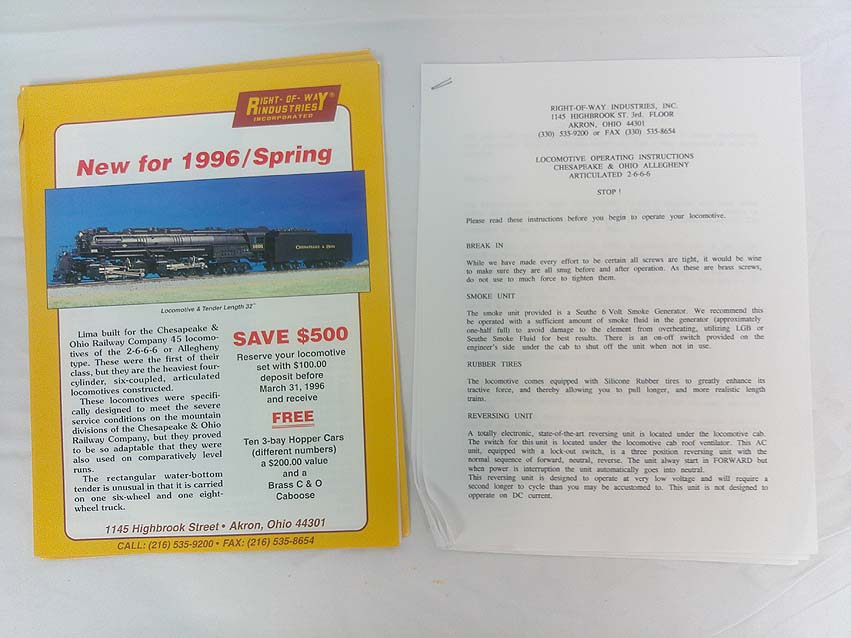 RIGHT-OF-WAY®
INDUSTRIES
INCORPORATED
New for 1996/Spring
1601
CHESAPEAKE & OHIO
Locomotive & Tender Length 32"
Lima built for the Chesapeake &
Ohio Railway Company 45 locomo-
tives of the 2-6-6-6 or Allegheny
type. These were the first of their
class, but they are the heaviest four-
cylinder, six-coupled, articulated
locomotives constructed.
These locomotives were specifi-
cally designed to meet the severe
service conditions on the mountain
divisions of the Chesapeake & Ohio
Railway Company, but they proved
to be so adaptable that they were
also used on comparatively level
runs.
The rectangular water-bottom
tender is unusual in that it is carried
on one six-wheel and one eight-
wheel truck.
SAVE $500
Reserve your locomotive
set with $100.00
deposit before
March 31, 1996
and receive
FREE
Ten 3-bay Hopper Cars
(different numbers)
a $200.00 value
and a
Brass C & O
Caboose
1145 Highbrook Street • Akron, Ohio 44301
CALL: (216) 535-9200 • FAX: (216) 535-8654
RIGHT-OF-WAY INDUSTRIES, INC.
1145 HIGHBROOK ST. 3rd. FLOOR
AKRON, OHIO 44301
(330) 535-9200 or FAX (330) 535-8654
LOCOMOTIVE OPERATING INSTRUCTIONS
CHESAPEAKE & OHIO ALLEGHENY
ARTICULATED 2-6-6-6
STOP !
Please read these instructions before you begin to operate your locomotive.
BREAK IN
While we have made every effort to be certain all screws are tight, it would be wise
to make sure they are all snug before and after operation. As these are brass screws,
do not use to much force to tighten them.
SMOKE UNIT
The smoke unit provided is a Seuthe 6 Volt Smoke Generator. We recommend this
be operated with a sufficient amount of smoke fluid in the generator (approximately
one-half full) to avoid damage to the element from overheating, utilizing LGB or
Seuthe Smoke Fluid for best results. There is an on-off switch provided on the
engineer's side under the cab to shut off the unit when not in use.
RUBBER TIRES
The locomotive comes equipped with Silicone Rubber tires to greatly enhance its
tractive force, and thereby allowing you to pull longer, and more realistic length
trains.
REVERSING UNIT
A totally electronic, state-of-the-art reversing unit is located under the locomotive cab.
The switch for this unit is located under the locomotive cab roof ventilator. This AC
unit, equipped with a lock-out switch, is a three position reversing unit with the
normal sequence of forward, neutral, reverse. The unit alway start in FORWARD but
when power is interruption the unit automatically goes into neutral.
This reversing unit is designed to operate at very low voltage and will require a
second longer to cycle than you may be accustomed to. This unit is not designed to
opperate on DC current.